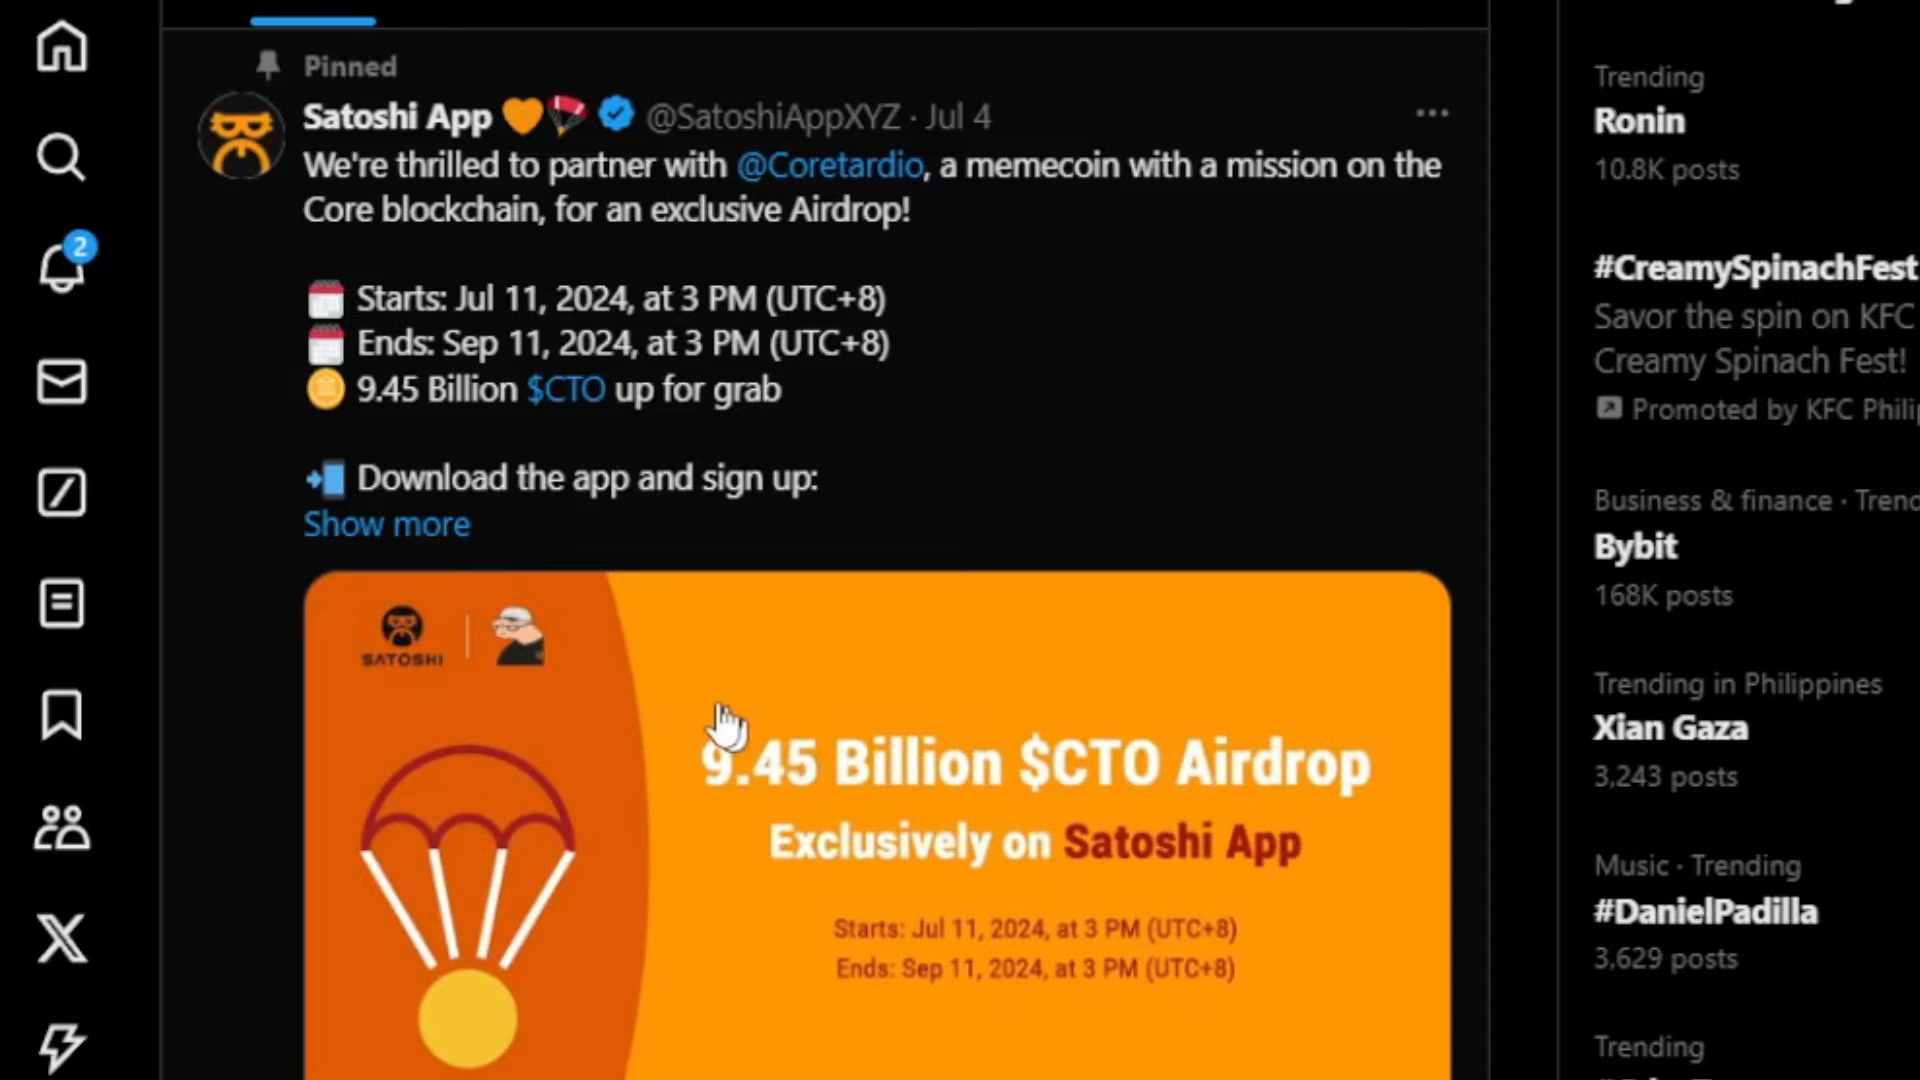 Pinned
Satoshi App 🧡🪂 @SatoshiAppXYZ · Jul 4
We're thrilled to partner with @Coretardio, a memecoin with a mission on the
Core blockchain, for an exclusive Airdrop!
Starts: Jul 11, 2024, at 3 PM (UTC+8)
Ends: Sep 11, 2024, at 3 PM (UTC+8)
9.45 Billion $CTO up for grab
Download the app and sign up:
Show more
SATOSHI
9.45 Billion $CTO Airdrop
Exclusively on Satoshi App
Starts: Jul 11, 2024, at 3 PM (UTC+8)
Ends: Sep 11, 2024, at 3 PM (UTC+8)
2
Trending
Ronin
10.8K posts
#CreamySpinachFest
Savor the spin on KFC
Creamy Spinach Fest!
Promoted by KFC
Business & finance ·
Bybit
168K posts
Trending in Philippines
Xian Gaza
3,243 posts
Music · Trending
#DanielPadilla
3,629 posts
Trending